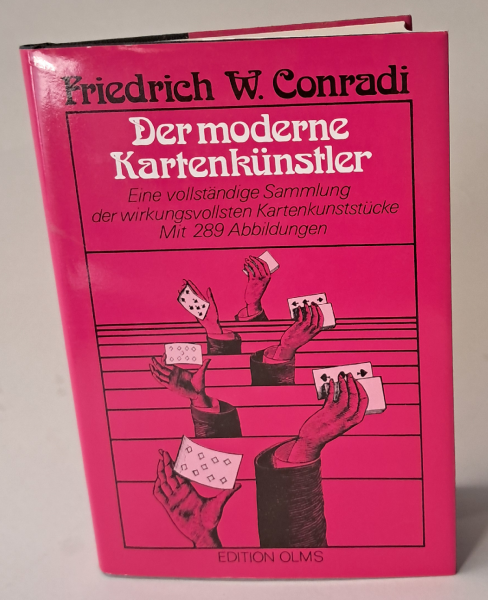 Friedrich W. Conradi
Der moderne
Kartenkünstler
Eine vollständige Sammlung
der wirkungsvollsten Kartenkunststücke
Mit 289 Abbildungen
EDITION OLMS